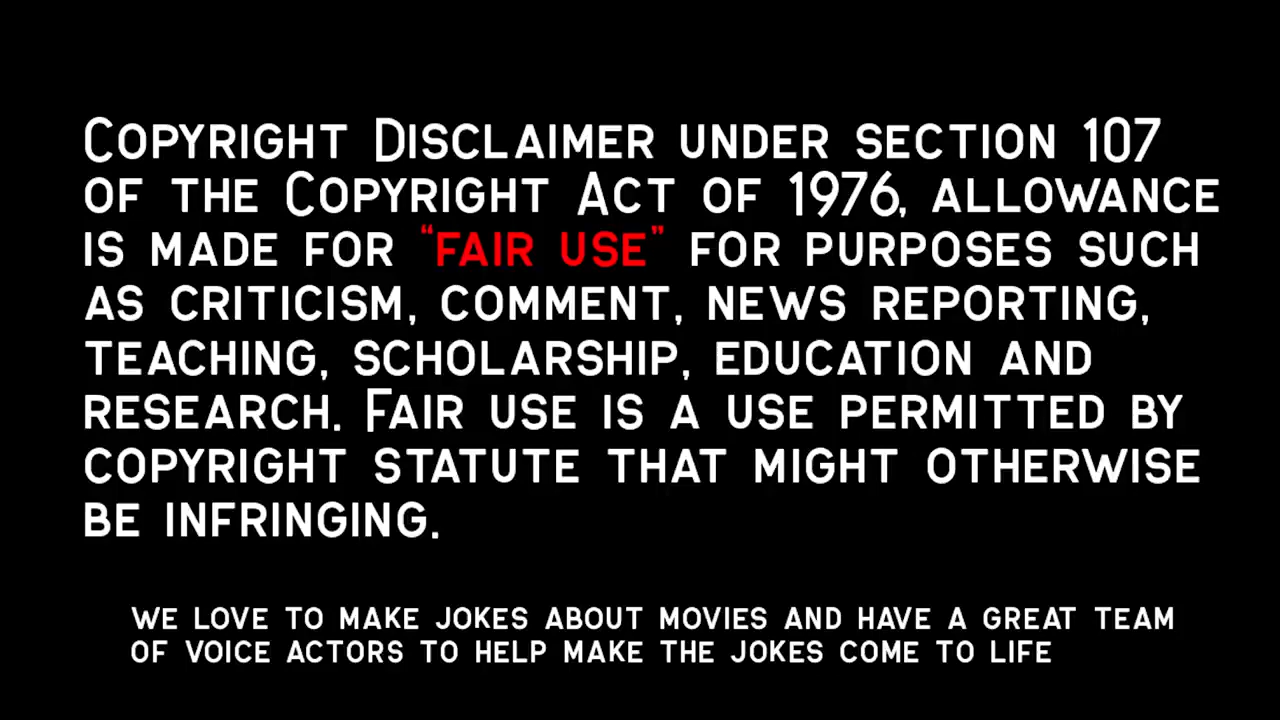 Copyright Disclaimer under section 107
of the Copyright Act of 1976, allowance
is made for “fair use” for purposes such
as criticism, comment, news reporting,
teaching, scholarship, education and
research. Fair use is a use permitted by
copyright statute that might otherwise
be infringing.
we love to make jokes about movies and have a great team
of voice actors to help make the jokes come to life